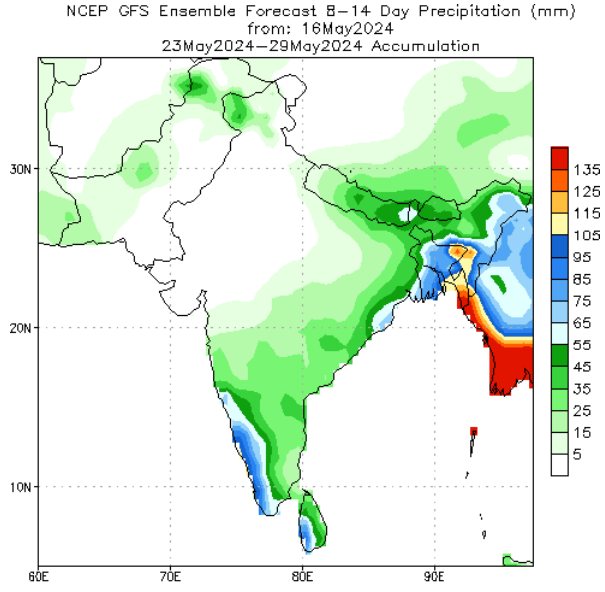 NCEP GFS Ensemble Forecast 8-14 Day Precipitation (mm)
from: 16May2024
23May2024-29May2024 Accumulation
30N
20N
10N
60E
70E
80E
90E
135
125
115
105
95
85
75
65
55
45
35
25
15
5